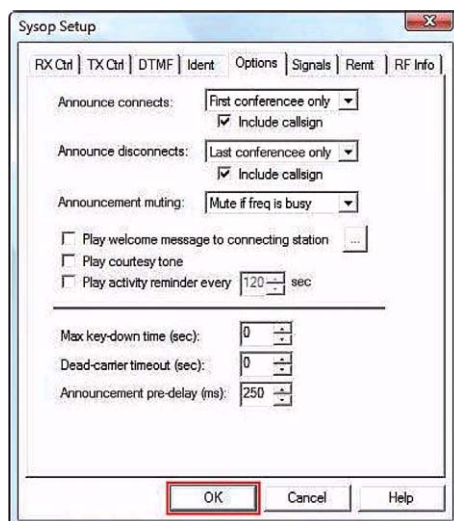 Sysop Setup
RX Ctrl TX Ctrl DTMF Ident Options Signals Remt RF Info
Announce connects: First conferencee only
Include callsign
Announce disconnects: Last conferencee only
Include callsign
Announcement muting: Mute if freq is busy
Play welcome message to connecting station ...
Play courtesy tone
Play activity reminder every 120 sec
Max key-down time (sec): 0
Dead-carrier timeout (sec): 0
Announcement pre-delay (ms): 250
OK Cancel Help